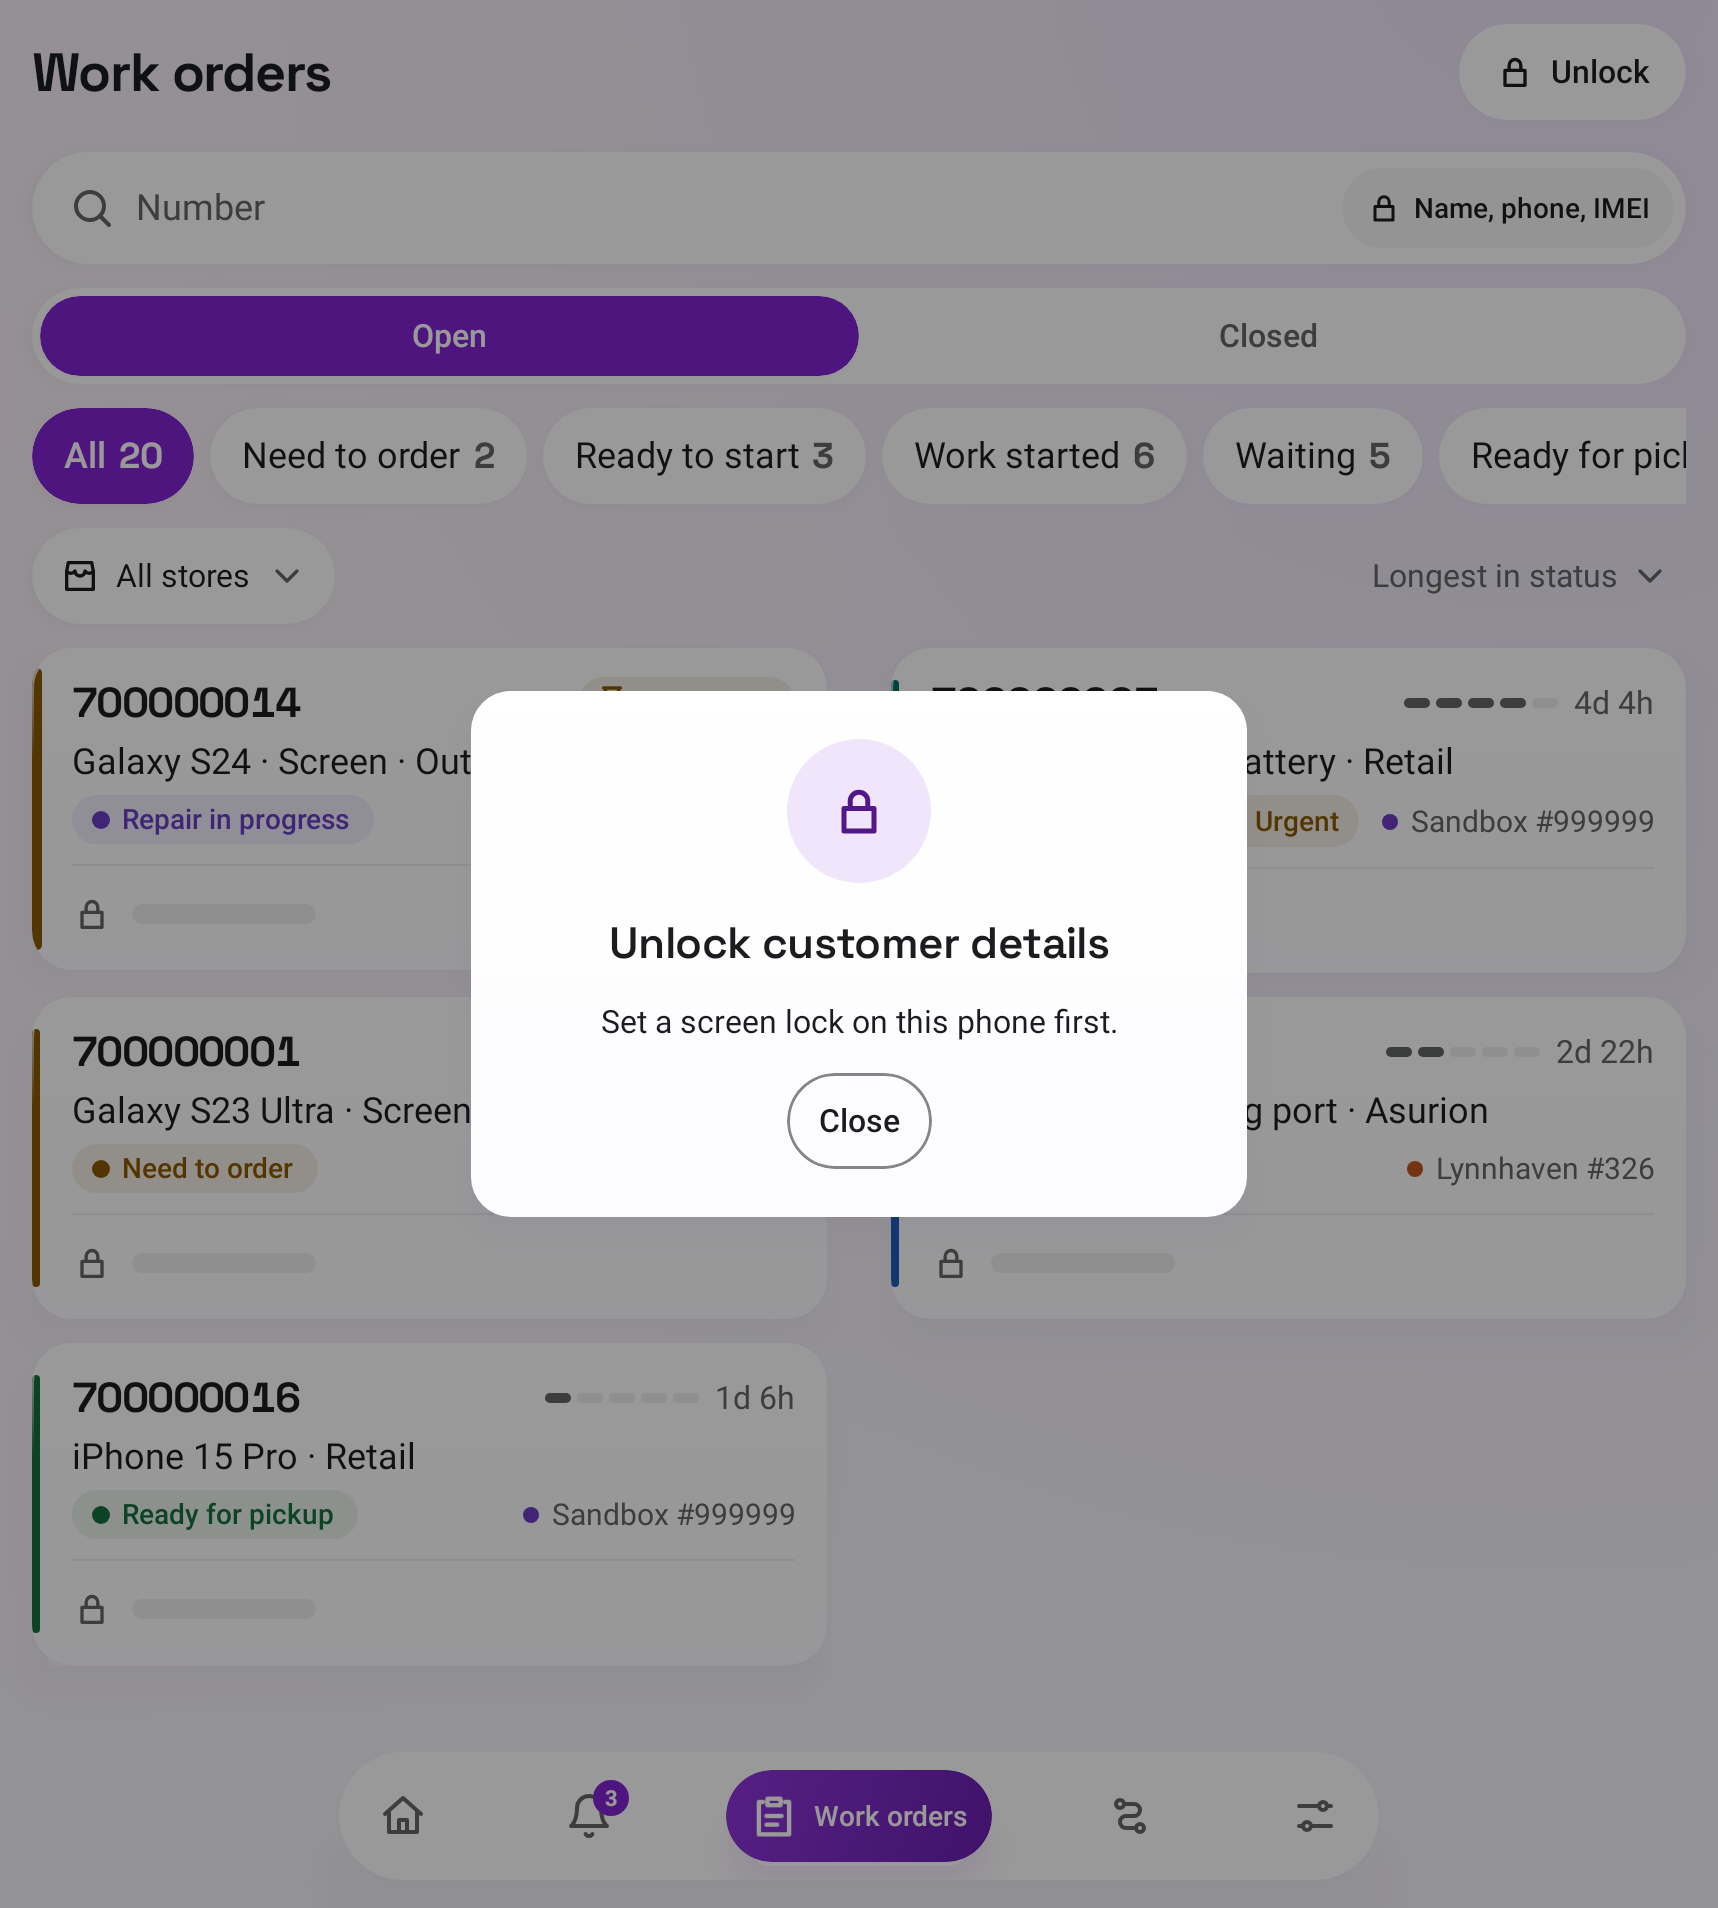 Work orders
Unlock
Number
Name, phone, IMEI
Open
Closed
All 20
Need to order 2
Ready to start 3
Work started 6
Waiting 5
Ready for
All stores
Longest in status
700000014
4d 4h
Galaxy S24 · Screen ·
· Retail
Repair in progress
Urgent
Sandbox #999999
Unlock customer details
Set a screen lock on this phone first.
Close
700000001
2d 22h
Galaxy S23 Ultra · Screen
port · Asurion
Need to order
Lynnhaven #326
700000016
1d 6h
iPhone 15 Pro · Retail
Ready for pickup
Sandbox #999999
3
Work orders